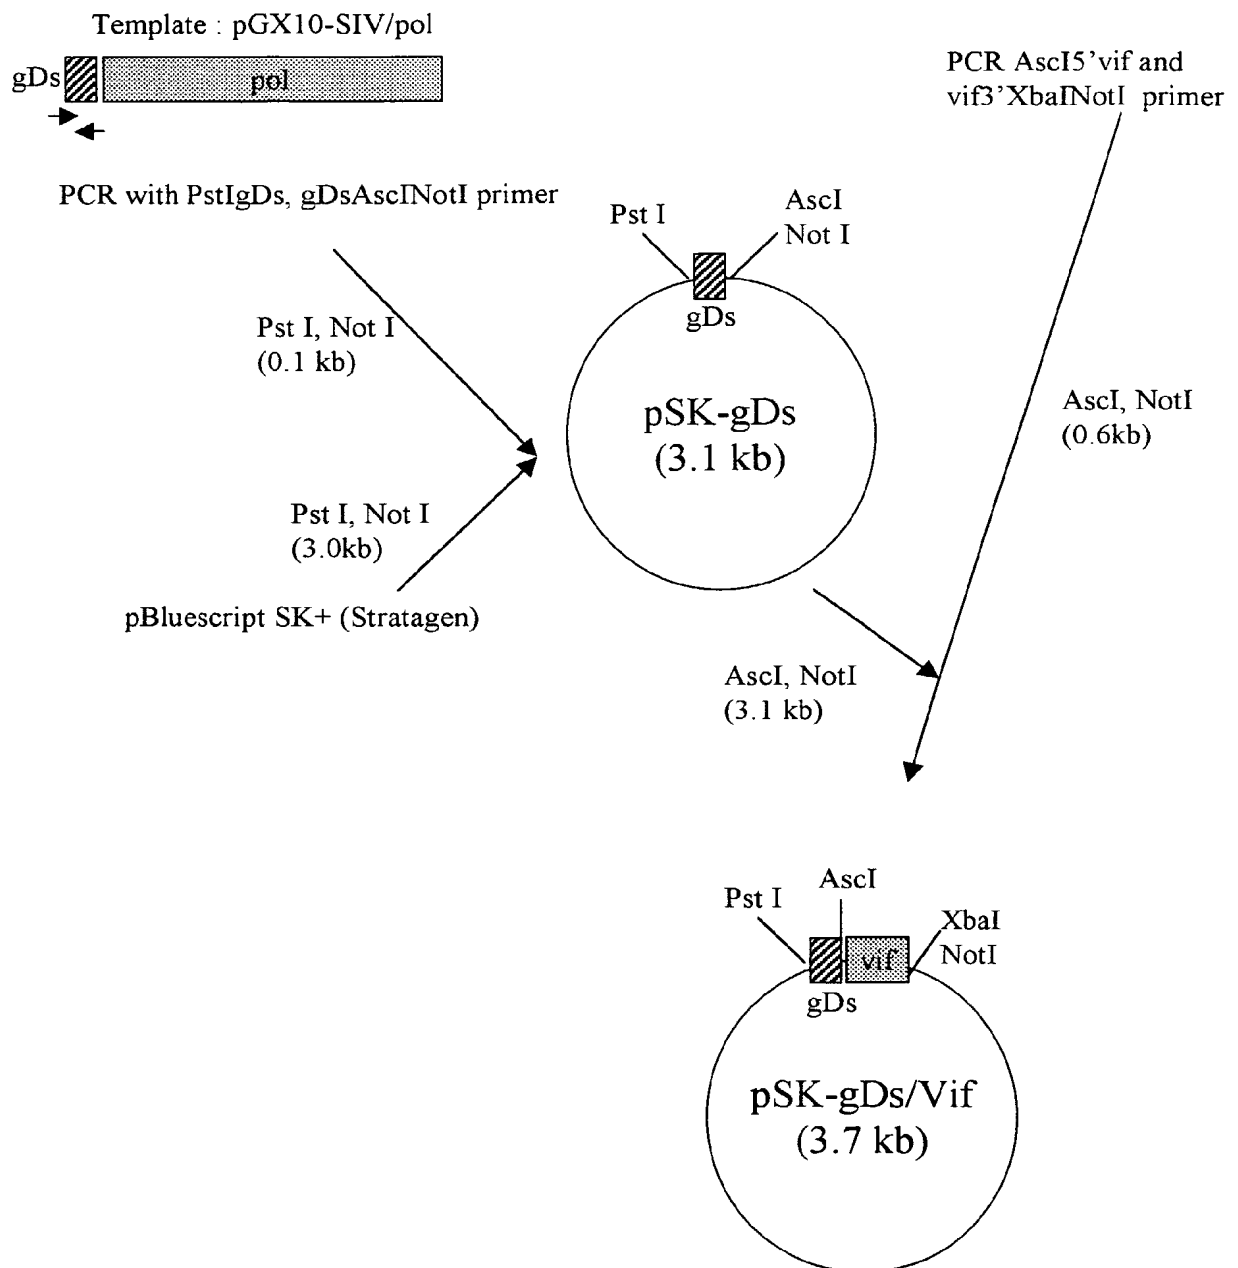 Template : pGX10-SIV/pol
gDs
pol
PCR with PstIgDs, gDsAscINotI primer
PCR AscI5'vif and
vif3'XbaINotI primer
Pst I
AscI
Not I
gDs
Pst I, Not I
(0.1 kb)
pSK-gDs
(3.1 kb)
AscI, NotI
(0.6kb)
Pst I, Not I
(3.0kb)
pBluescript SK+ (Stratagen)
AscI, NotI
(3.1 kb)
Pst I
AscI
XbaI
NotI
vif
gDs
pSK-gDs/Vif
(3.7 kb)